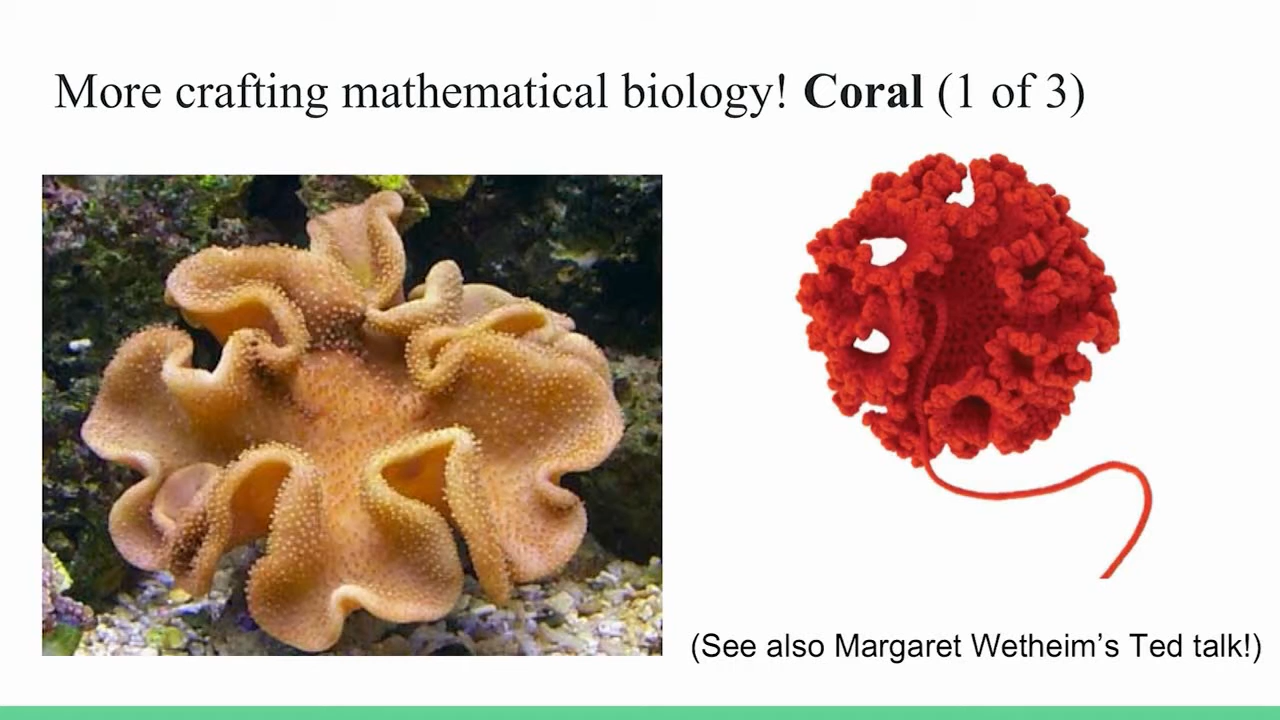 More crafting mathematical biology! Coral (1 of 3)
(See also Margaret Wetheim’s Ted talk!)